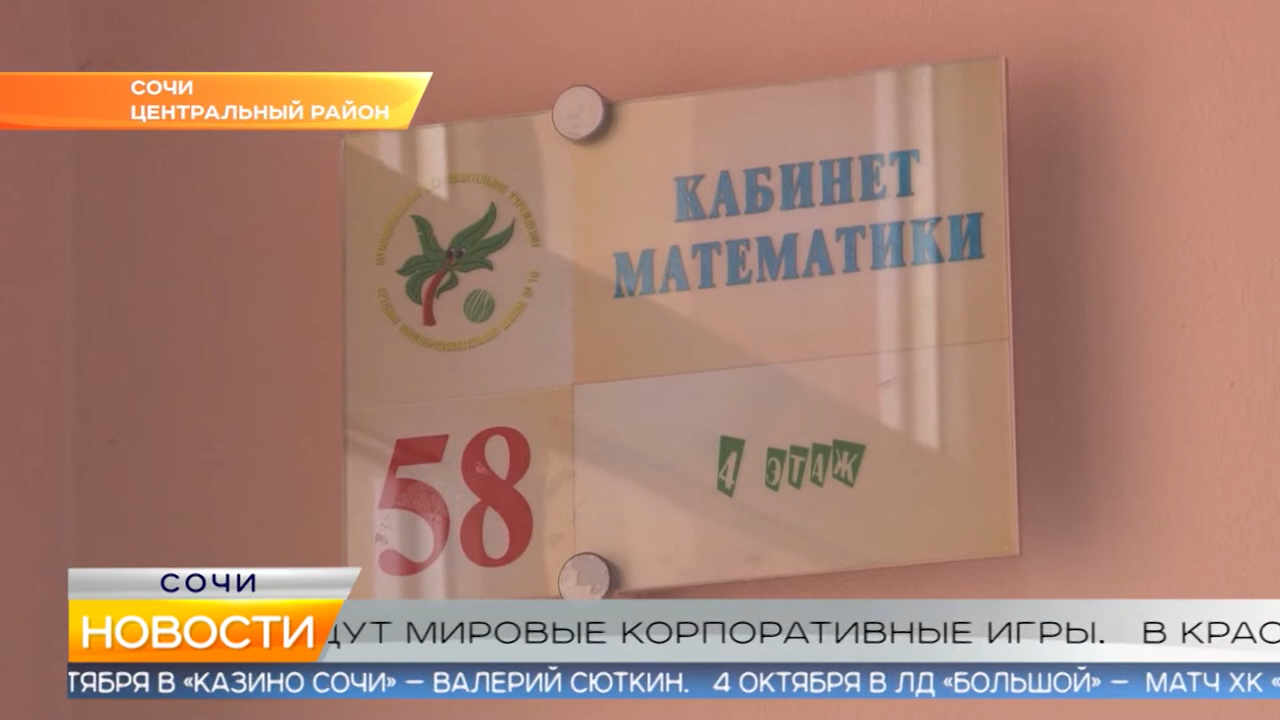 СОЧИ
ЦЕНТРАЛЬНЫЙ РАЙОН
КАБИНЕТ
МАТЕМАТИКИ
58
4 ЭТАЖ
СОЧИ
НОВОСТИ
ДУТ МИРОВЫЕ КОРПОРАТИВНЫЕ ИГРЫ. В КРАС
ТЯБРЯ В «КАЗИНО СОЧИ» – ВАЛЕРИЙ СЮТКИН. 4 ОКТЯБРЯ В ЛД «БОЛЬШОЙ» – МАТЧ ХК «